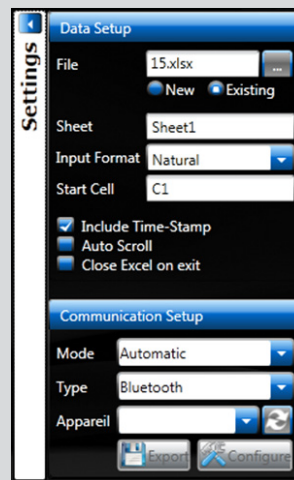 Settings
Data Setup
File 15.xlsx ...
New Existing
Sheet Sheet1
Input Format Natural
Start Cell C1
Include Time-Stamp
Auto Scroll
Close Excel on exit
Communication Setup
Mode Automatic
Type Bluetooth
Appareil
Export Configure